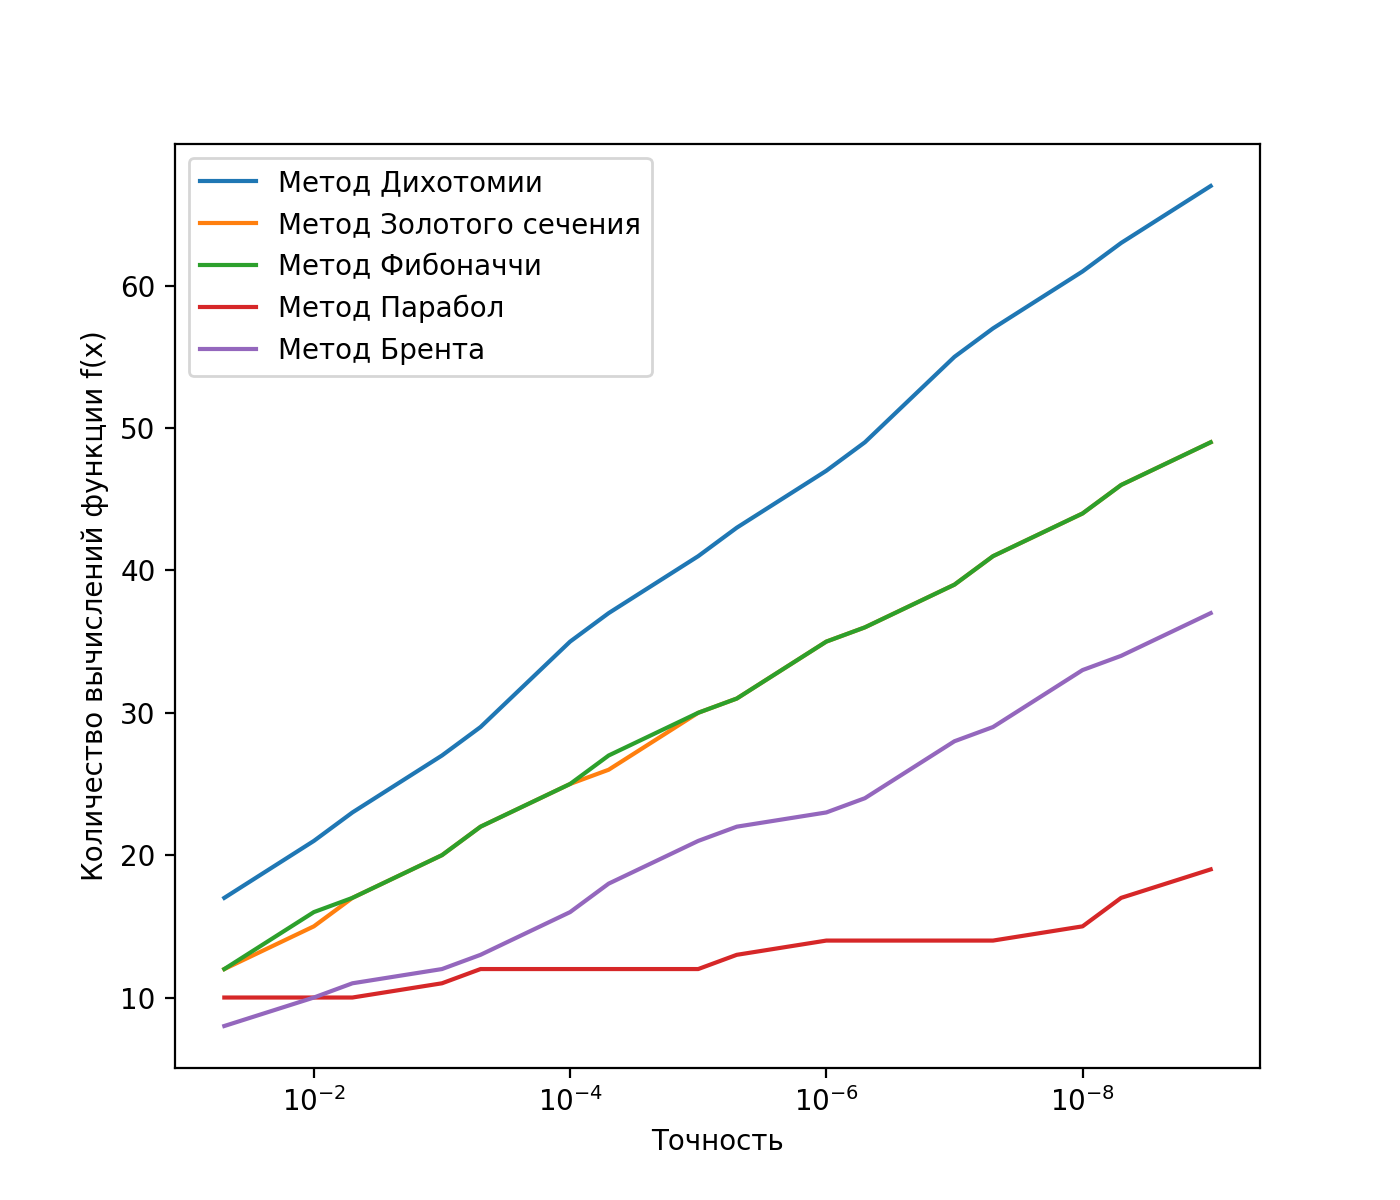 Метод Дихотомии
Метод Золотого сечения
Метод Фибоначчи
Метод Парабол
Метод Брента
Количество вычислений функции f(x)
60
50
40
30
20
10
10⁻² 10⁻⁴ 10⁻⁶ 10⁻⁸
Точность